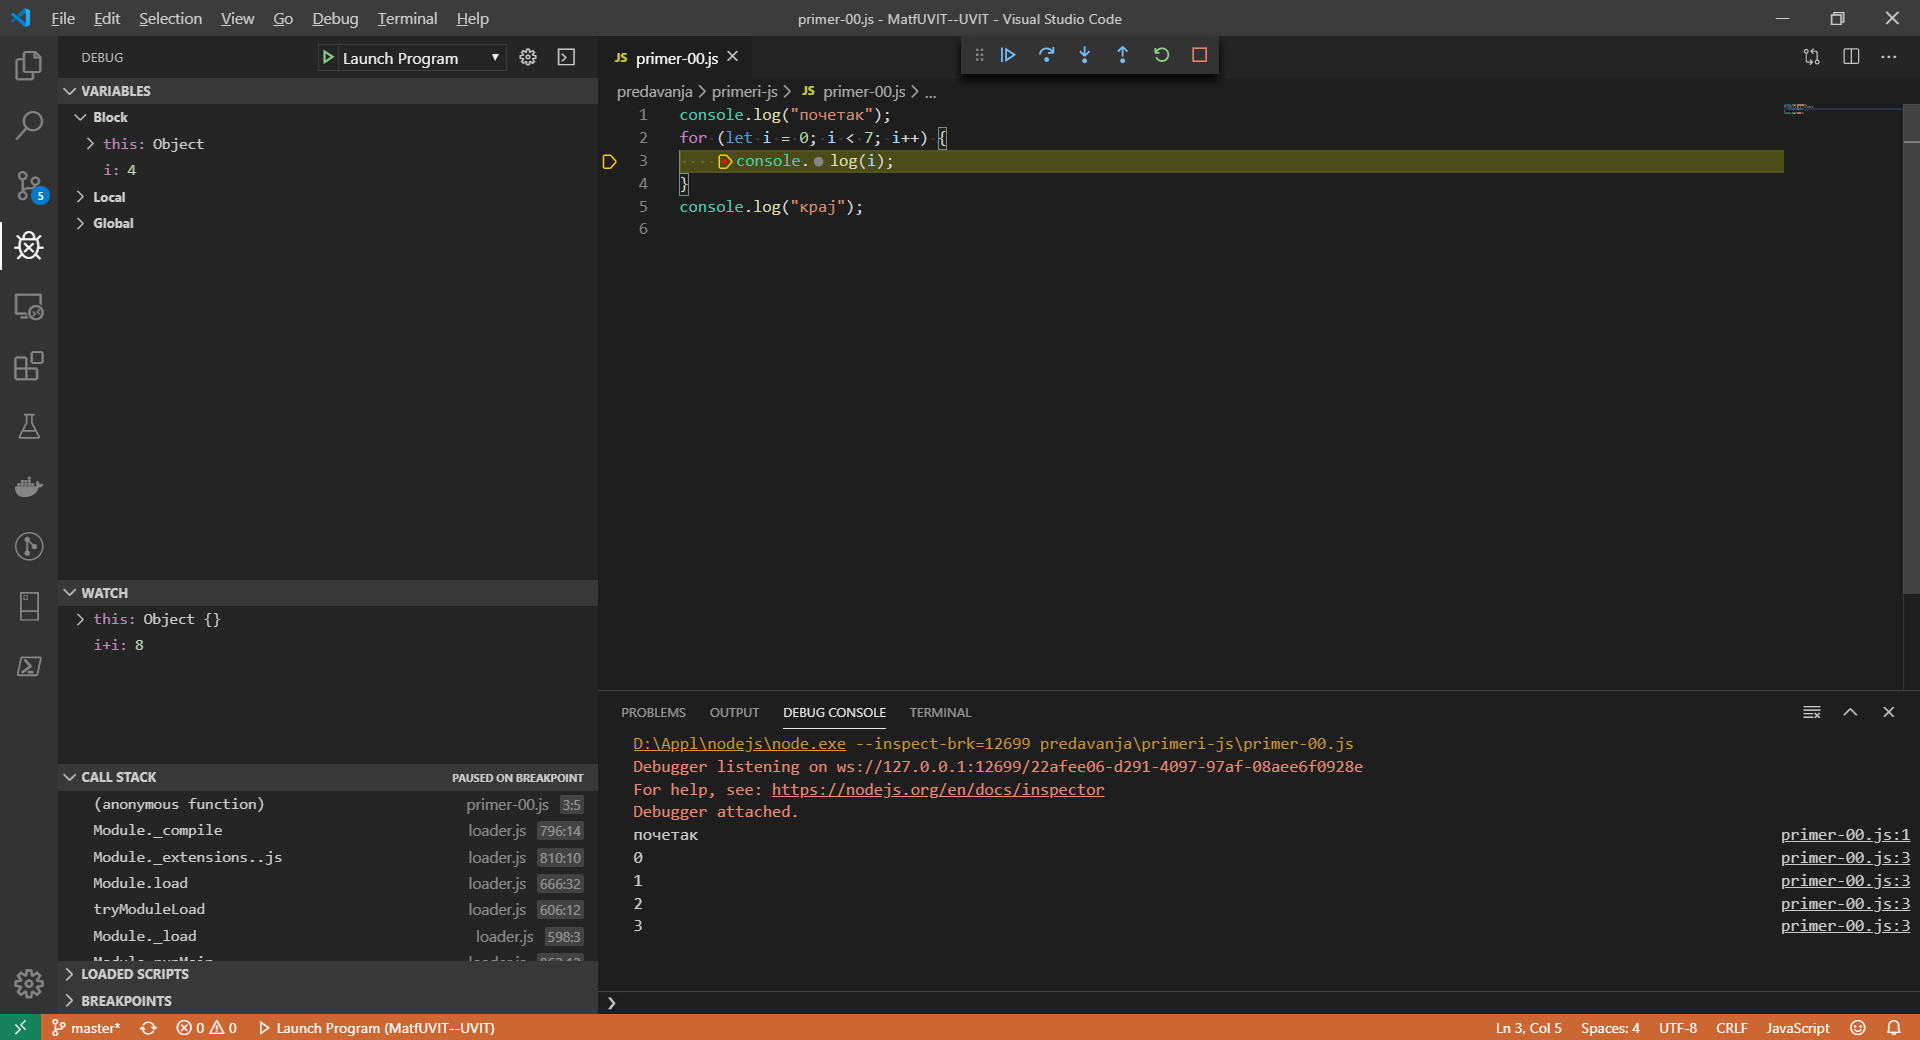 File Edit Selection View Go Debug Terminal Help
primer-00.js - MatfUVIT--UVIT - Visual Studio Code
DEBUG
Launch Program
VARIABLES
Block
this: Object
i: 4
Local
Global
WATCH
this: Object {}
i+i: 8
CALL STACK PAUSED ON BREAKPOINT
(anonymous function) primer-00.js 3:5
Module._compile loader.js 796:14
Module._extensions..js loader.js 810:10
Module.load loader.js 666:32
tryModuleLoad loader.js 606:12
Module._load loader.js 598:3
LOADED SCRIPTS
BREAKPOINTS
5
JS primer-00.js
predavanja > primeri-js > JS primer-00.js > ...
1 console.log("почетак");
2 for (let i = 0; i < 7; i++) {
3 console. log(i);
4 }
5 console.log("крај");
6
PROBLEMS OUTPUT DEBUG CONSOLE TERMINAL
D:\Appl\nodejs\node.exe --inspect-brk=12699 predavanja\primeri-js\primer-00.js
Debugger listening on ws://127.0.0.1:12699/22afee06-d291-4097-97af-08aee6f0928e
For help, see: https://nodejs.org/en/docs/inspector
Debugger attached.
почетак primer-00.js:1
0 primer-00.js:3
1 primer-00.js:3
2 primer-00.js:3
3 primer-00.js:3
master* 0 0 Launch Program (MatfUVIT--UVIT) Ln 3, Col 5 Spaces: 4 UTF-8 CRLF JavaScript